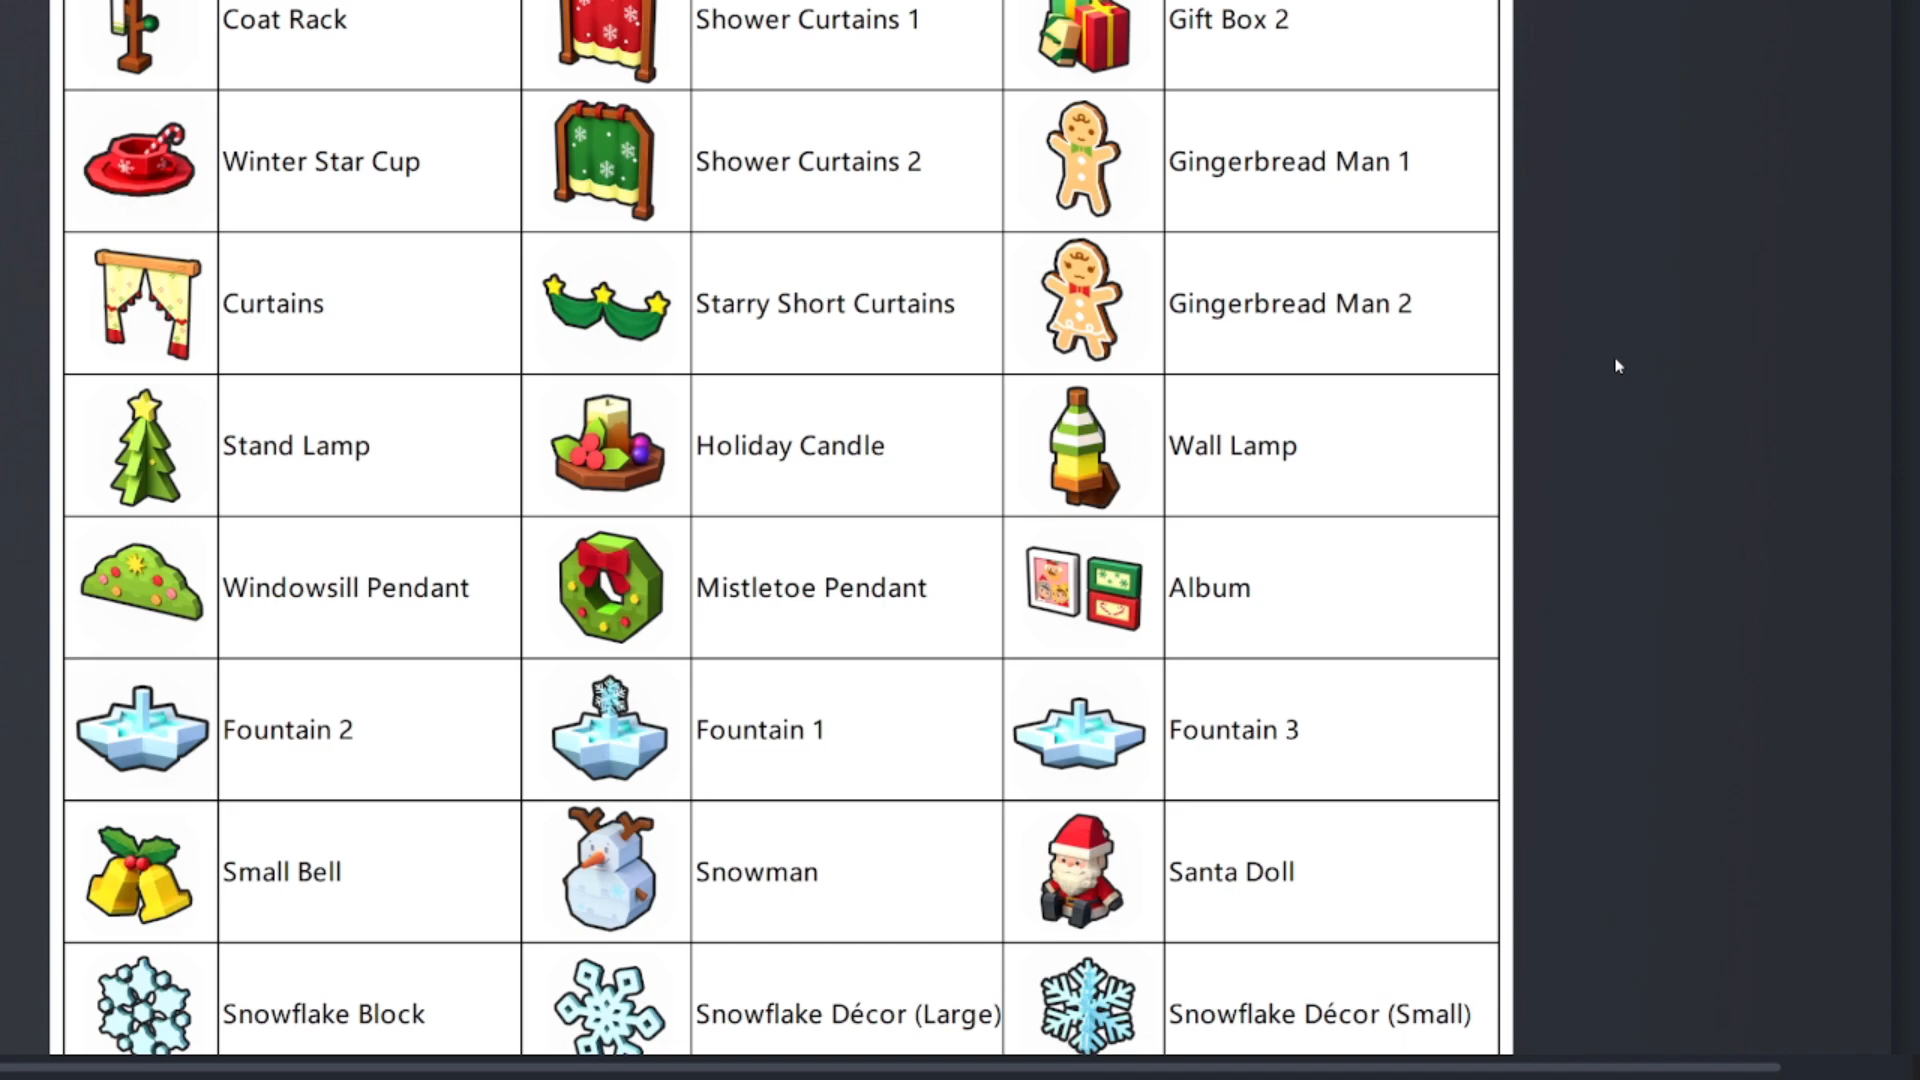 Coat Rack
Shower Curtains 1
Gift Box 2
Winter Star Cup
Shower Curtains 2
Gingerbread Man 1
Curtains
Starry Short Curtains
Gingerbread Man 2
Stand Lamp
Holiday Candle
Wall Lamp
Windowsill Pendant
Mistletoe Pendant
Album
Fountain 2
Fountain 1
Fountain 3
Small Bell
Snowman
Santa Doll
Snowflake Block
Snowflake Décor (Large)
Snowflake Décor (Small)